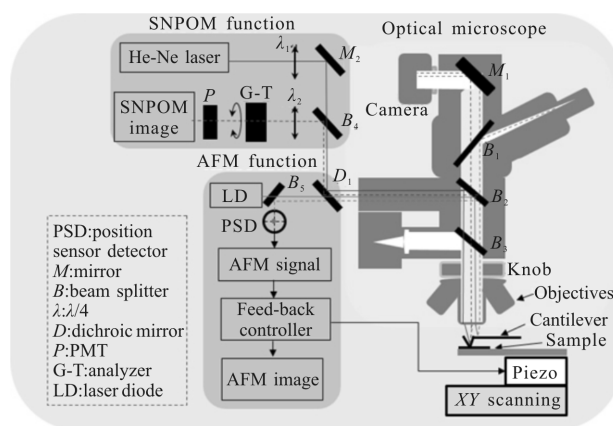 SNPOM function
Optical microscope
He-Ne laser
λ₁
M₂
M₁
G-T
P
λ₂
SNPOM
image
B₄
Camera
B₁
AFM function
D₁
LD
B₅
B₂
PSD
B₃
AFM signal
Knob
Objectives
Feed-back
controller
Cantilever
Sample
AFM image
Piezo
XY scanning
PSD:position
sensor detector
M:mirror
B:beam splitter
λ:λ/4
D:dichroic mirror
P:PMT
G-T:analyzer
LD:laser diode